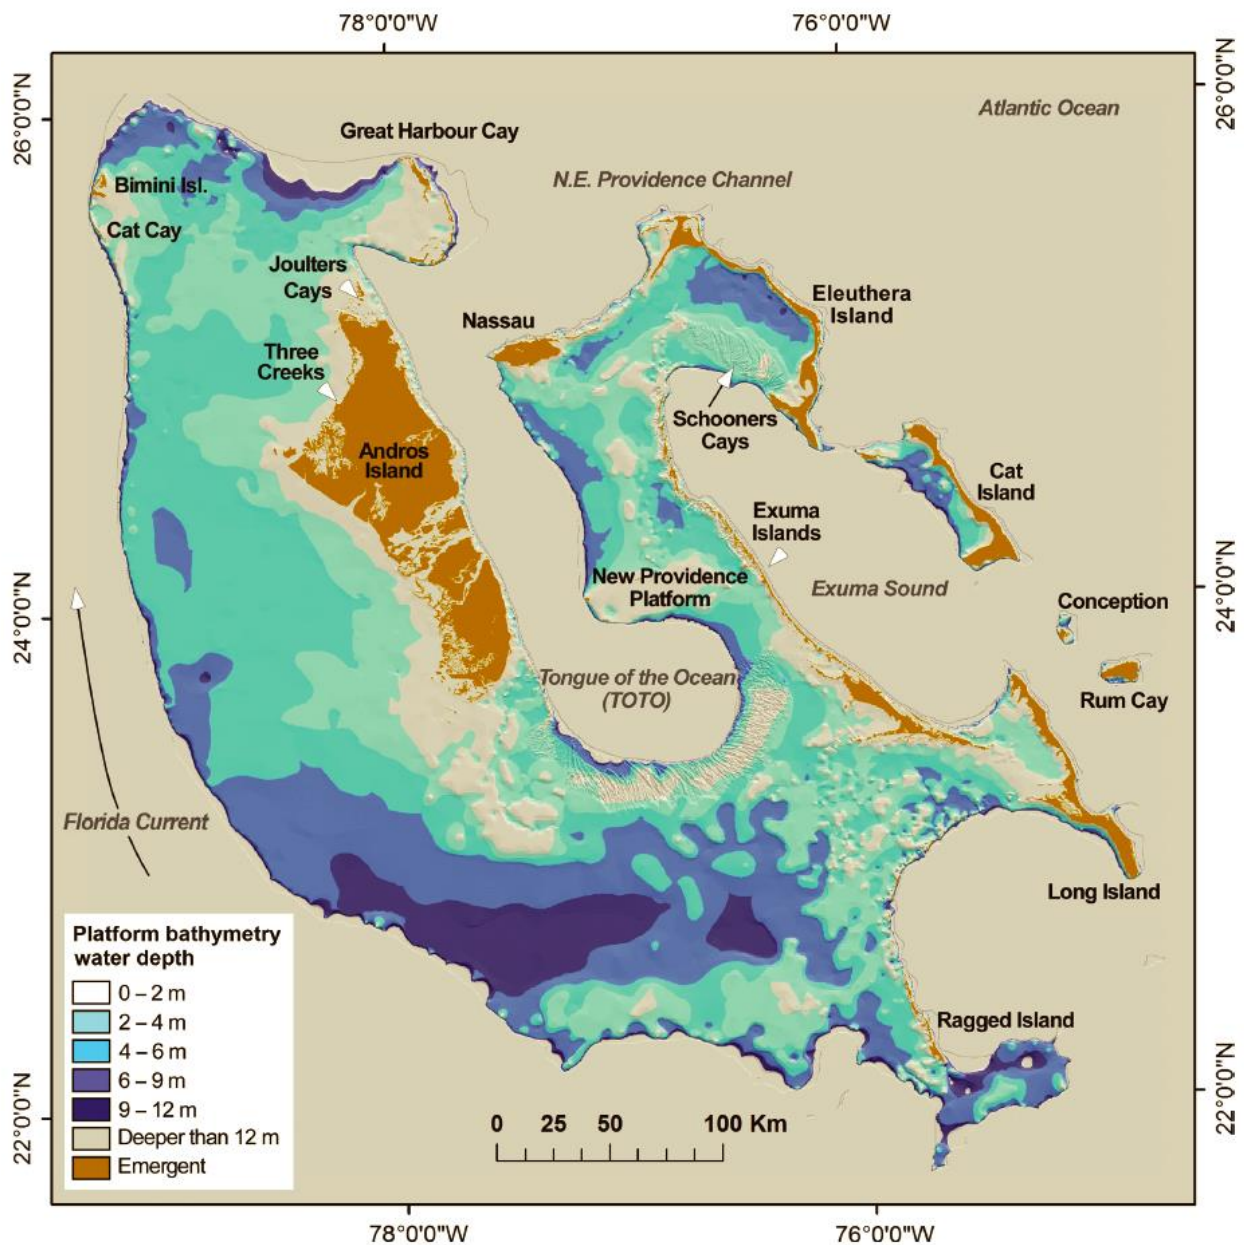 78°0'0"W
76°0'0"W
26°0'0"N
26°0'0"N
Atlantic Ocean
Great Harbour Cay
N.E. Providence Channel
Bimini Isl.
Cat Cay
Joulters
Cays
Eleuthera
Island
Nassau
Three
Creeks
Schooners
Cays
Andros
Island
Cat
Island
Exuma
Islands
New Providence
Platform
Exuma Sound
24°0'0"N
24°0'0"N
Conception
Tongue of the Ocean
(TOTO)
Rum Cay
Florida Current
Long Island
Platform bathymetry
water depth
0 – 2 m
2 – 4 m
4 – 6 m
6 – 9 m
9 – 12 m
Deeper than 12 m
Emergent
Ragged Island
22°0'0"N
22°0'0"N
0 25 50 100 Km
78°0'0"W
76°0'0"W